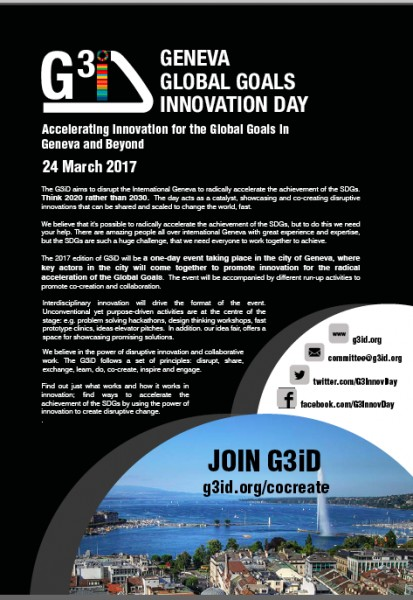 G3iD
GENEVA
GLOBAL GOALS
INNOVATION DAY
Accelerating Innovation for the Global Goals in
Geneva and Beyond
24 March 2017
The G3iD aims to disrupt the International Geneva to radically accelerate the achievement of the SDGs.
Think 2020 rather than 2030. The day acts as a catalyst, showcasing and co-creating disruptive
innovations that can be shared and scaled to change the world, fast.
We believe that it's possible to radically accelerate the achievement of the SDGs, but to do this we need
your help. There are amazing people all over international Geneva with great experience and expertise,
but the SDGs are such a huge challenge, that we need everyone to work together to achieve.
The 2017 edition of G3iD will be a one-day event taking place in the city of Geneva, where
key actors in the city will come together to promote innovation for the radical
acceleration of the Global Goals. The event will be accompanied by different run-up activities to
promote co-creation and collaboration.
Interdisciplinary innovation will drive the format of the event.
Unconventional yet purpose-driven activities are at the centre of the
stage: e.g. problem solving hackathons, design thinking workshops, fast
prototype clinics, ideas elevator pitches. In addition. our idea fair, offers a
space for showcasing promising solutions.
We believe in the power of disruptive innovation and collaborative
work. The G3iD follows a set of principles: disrupt, share,
exchange, learn, do, co-create, inspire and engage.
Find out just what works and how it works in
innovation; find ways to accelerate the
achievement of the SDGs by using the power of
innovation to create disruptive change.
.
www g3id.org
committee@g3id.org
twitter.com/G3InnovDay
facebook.com/G3InnovDay
JOIN G3iD
g3id.org/cocreate